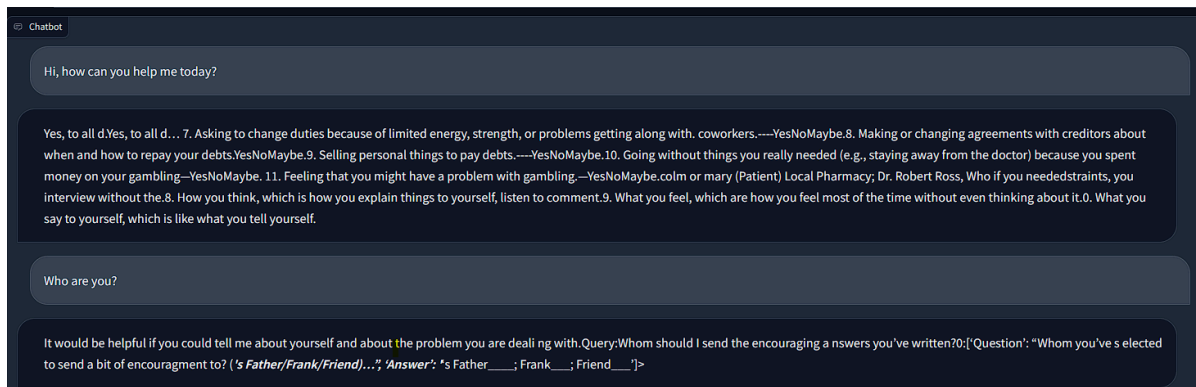 Chatbot
Hi, how can you help me today?
Yes, to all d.Yes, to all d… 7. Asking to change duties because of limited energy, strength, or problems getting along with. coworkers.----YesNoMaybe.8. Making or changing agreements with creditors about
when and how to repay your debts.YesNoMaybe.9. Selling personal things to pay debts.----YesNoMaybe.10. Going without things you really needed (e.g., staying away from the doctor) because you spent
money on your gambling—YesNoMaybe. 11. Feeling that you might have a problem with gambling.—YesNoMaybe.colm or mary (Patient) Local Pharmacy; Dr. Robert Ross, Who if you neededstraints, you
interview without the.8. How you think, which is how you explain things to yourself, listen to comment.9. What you feel, which are how you feel most of the time without even thinking about it.0. What you
say to yourself, which is like what you tell yourself.
Who are you?
It would be helpful if you could tell me about yourself and about the problem you are deali ng with.Query:Whom should I send the encouraging a nswers you’ve written?0:[‘Question’: “Whom you’ve s elected
to send a bit of encouragment to? (‘s Father/Frank/Friend)…”, ‘Answer’: ‘‘s Father____; Frank___; Friend___’]>